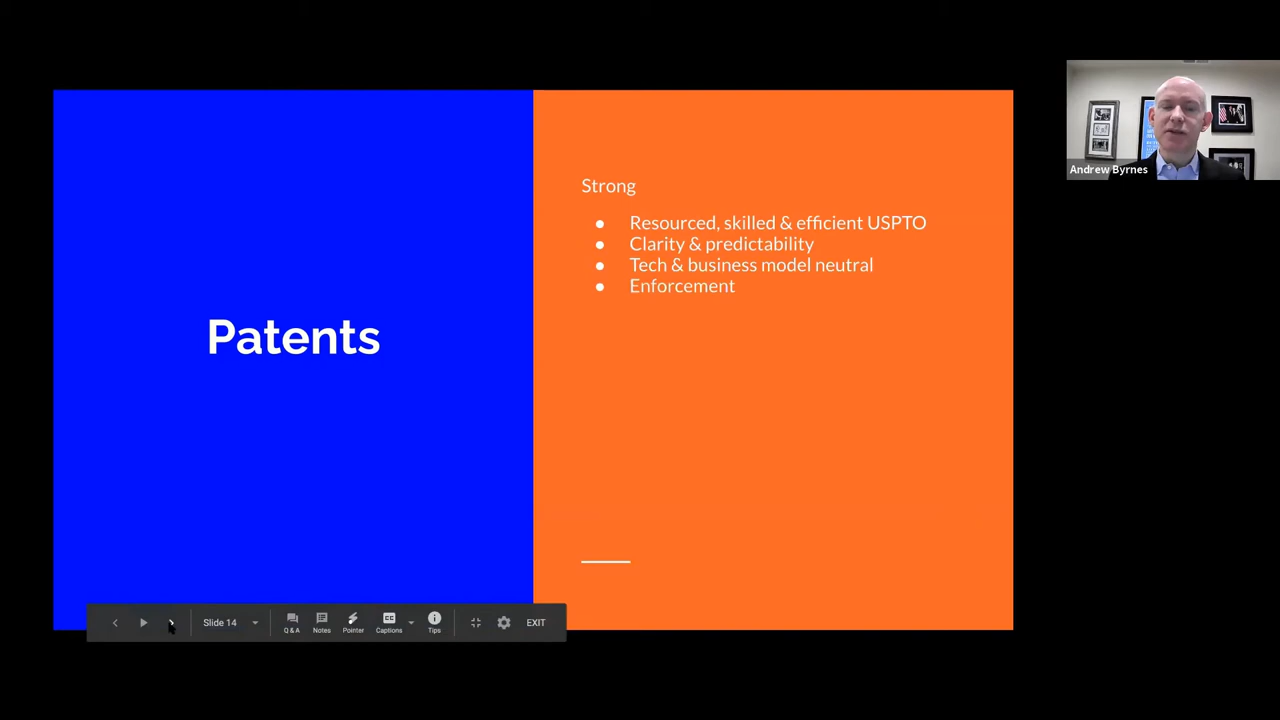 Patents
Strong
● Resourced, skilled & efficient USPTO
● Clarity & predictability
● Tech & business model neutral
● Enforcement
Andrew Byrnes
Slide 14
Q & A
Notes
Pointer
CC
Captions
Tips
EXIT